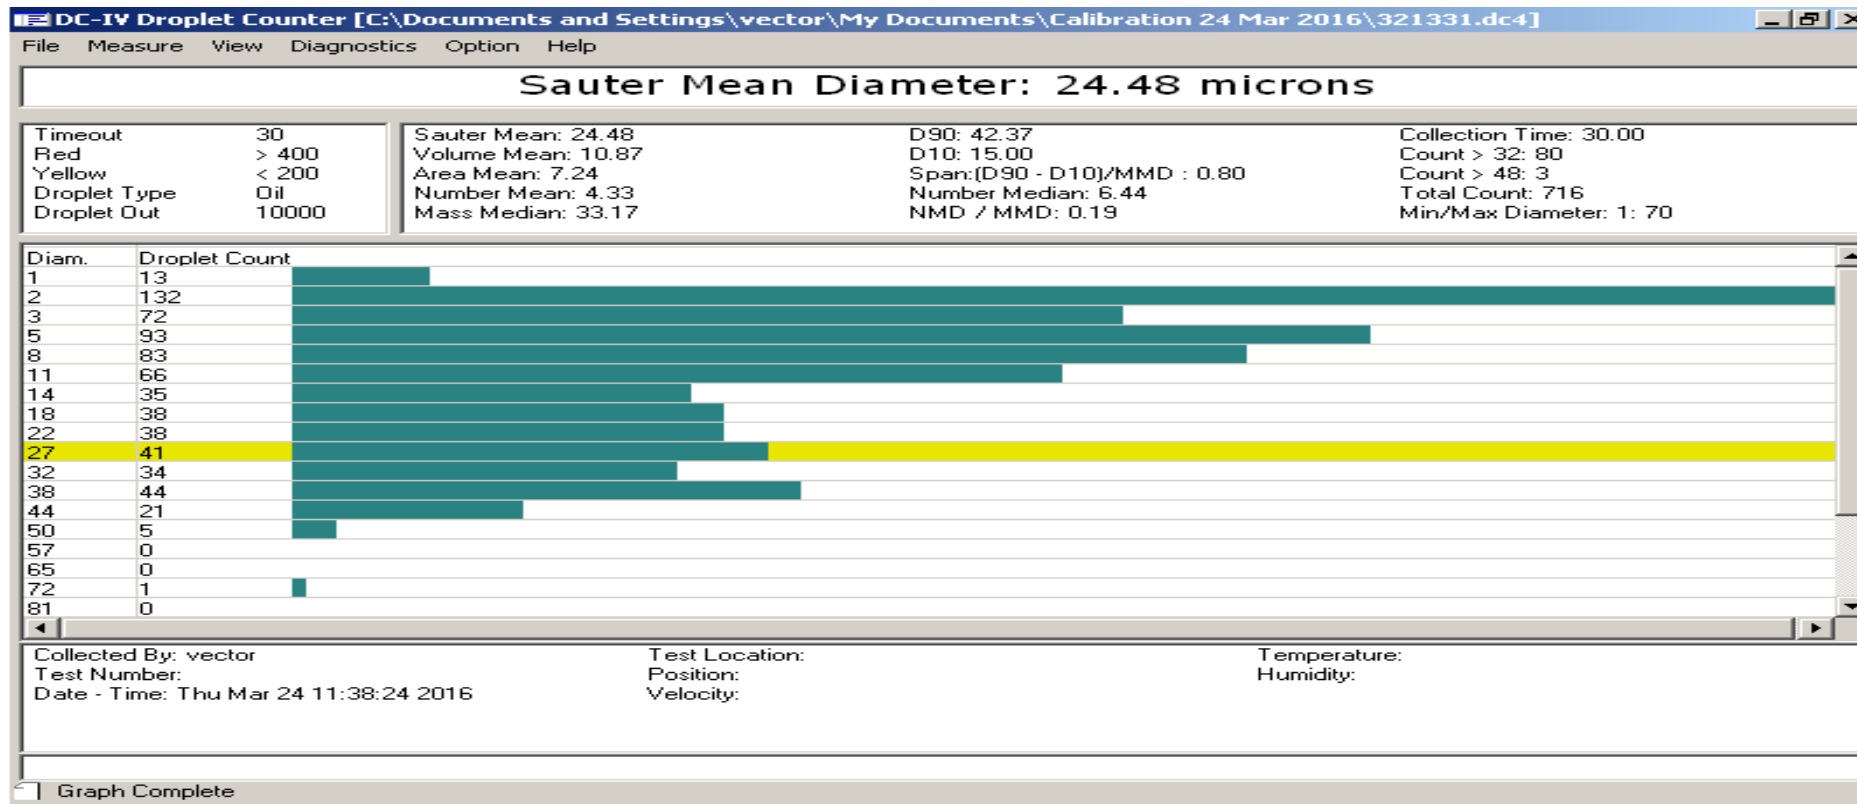 DC-IV Droplet Counter [C:\Documents and Settings\vector\My Documents\Calibration 24 Mar 2016\321331.dc4]
File Measure View Diagnostics Option Help
Sauter Mean Diameter: 24.48 microns
Timeout 30
Red > 400
Yellow < 200
Droplet Type Oil
Droplet Out 10000
Sauter Mean: 24.48
Volume Mean: 10.87
Area Mean: 7.24
Number Mean: 4.33
Mass Median: 33.17
D90: 42.37
D10: 15.00
Span:(D90 - D10)/MMD : 0.80
Number Median: 6.44
NMD / MMD: 0.19
Collection Time: 30.00
Count > 32: 80
Count > 48: 3
Total Count: 716
Min/Max Diameter: 1: 70
Diam. Droplet Count
1 13
2 132
3 72
5 93
8 83
11 66
14 35
18 38
22 38
27 41
32 34
38 44
44 21
50 5
57 0
65 0
72 1
81 0
Collected By: vector
Test Number:
Date - Time: Thu Mar 24 11:38:24 2016
Test Location:
Position:
Velocity:
Temperature:
Humidity:
Graph Complete